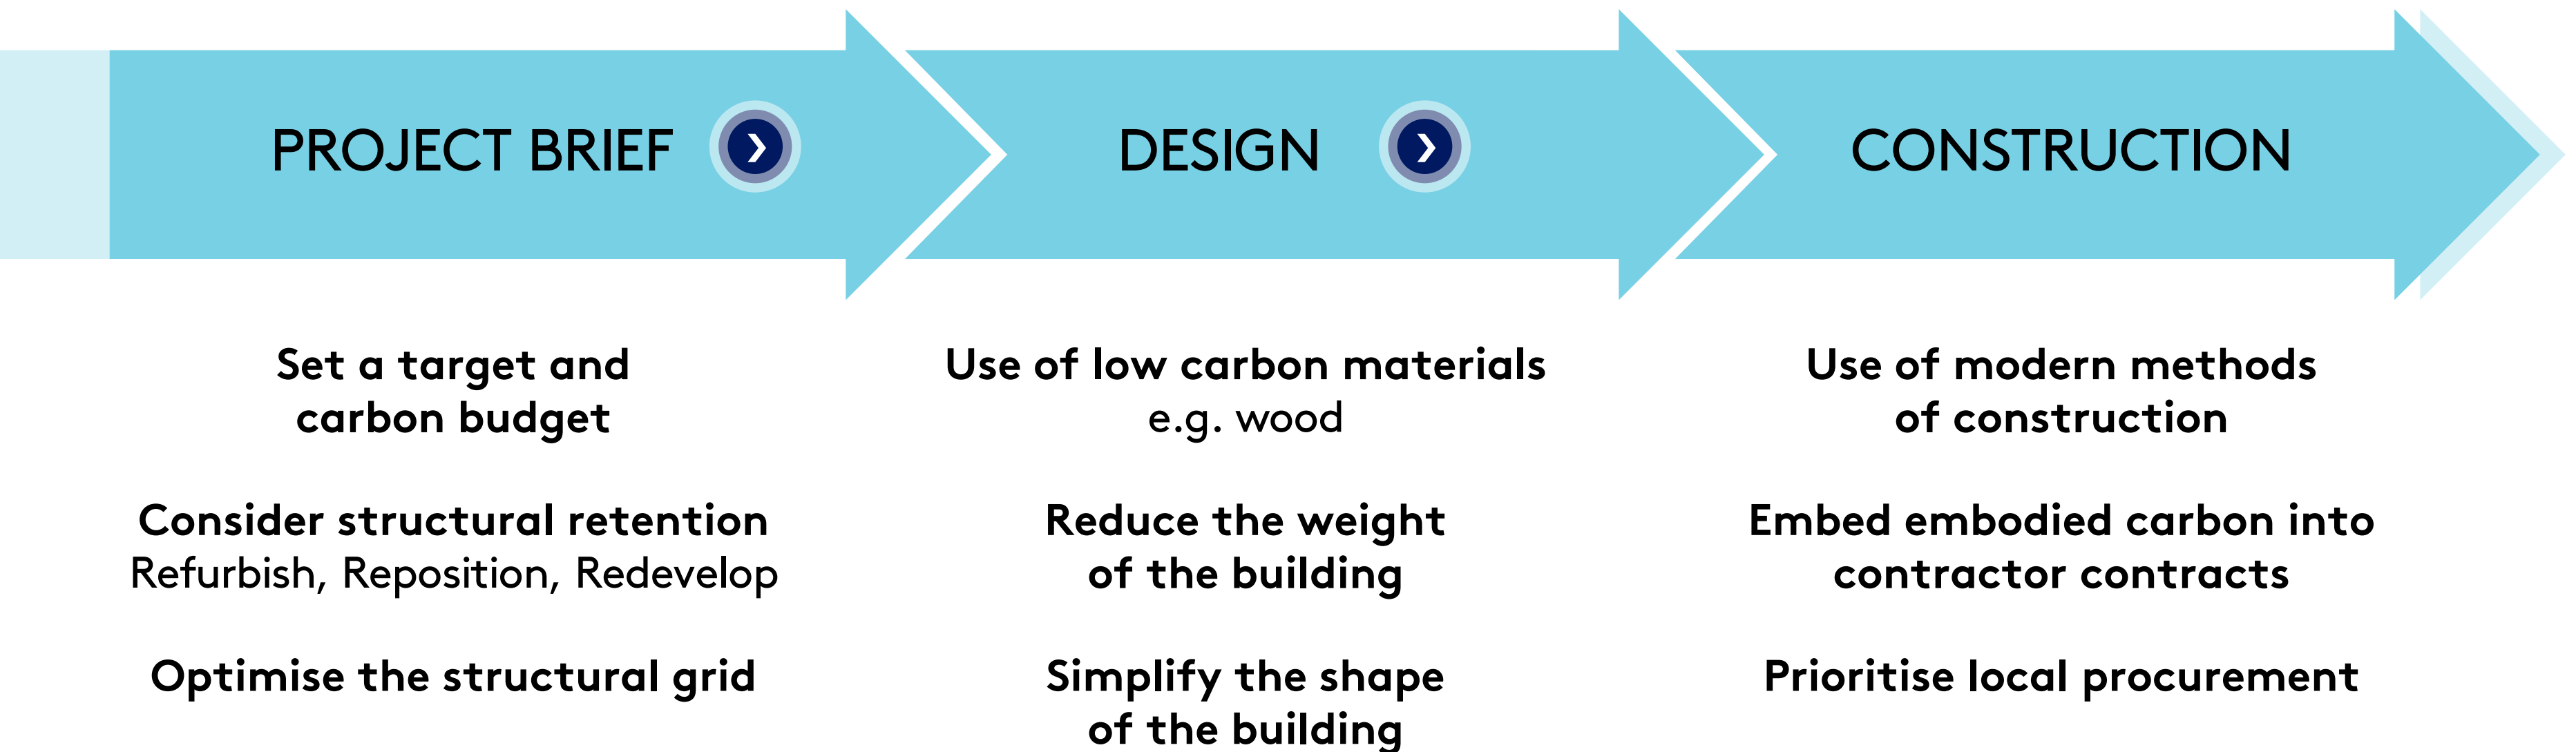 PROJECT BRIEF
DESIGN
CONSTRUCTION
Set a target and
carbon budget
Consider structural retention
Refurbish, Reposition, Redevelop
Optimise the structural grid
Use of low carbon materials
e.g. wood
Reduce the weight
of the building
Simplify the shape
of the building
Use of modern methods
of construction
Embed embodied carbon into
contractor contracts
Prioritise local procurement